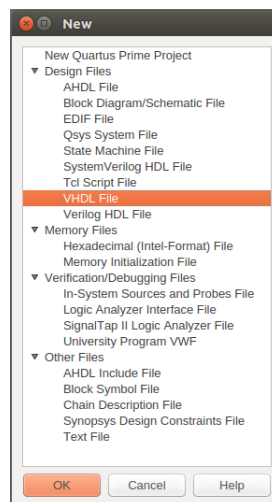 New
New Quartus Prime Project
Design Files
AHDL File
Block Diagram/Schematic File
EDIF File
Qsys System File
State Machine File
SystemVerilog HDL File
Tcl Script File
VHDL File
Verilog HDL File
Memory Files
Hexadecimal (Intel-Format) File
Memory Initialization File
Verification/Debugging Files
In-System Sources and Probes File
Logic Analyzer Interface File
SignalTap II Logic Analyzer File
University Program VWF
Other Files
AHDL Include File
Block Symbol File
Chain Description File
Synopsys Design Constraints File
Text File
OK Cancel Help